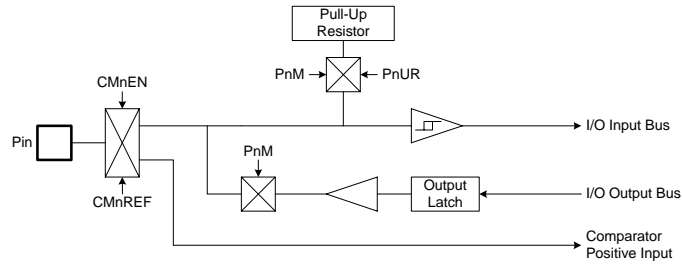 Pull-Up
Resistor
PnM
PnUR
CMnEN
Pin
I/O Input Bus
PnM
CMnREF
Output
Latch
I/O Output Bus
Comparator
Positive Input